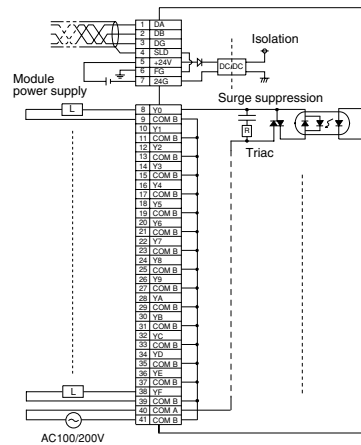 1 DA
2 DB
3 DG
4 SLD
5 +24V
6 FG
7 24G
Isolation
DC/DC
Module
power supply
Surge suppression
L
8 Y0
9 COM B
10 Y1
11 COM B
12 Y2
13 COM B
14 Y3
15 COM B
16 Y4
17 COM B
18 Y5
19 COM B
20 Y6
21 COM B
22 Y7
23 COM B
24 Y8
25 COM B
26 Y9
27 COM B
28 YA
29 COM B
30 YB
31 COM B
32 YC
33 COM B
34 YD
35 COM B
36 YE
37 COM B
38 YF
39 COM B
40 COM A
41 COM B
R
Triac
L
AC100/200V